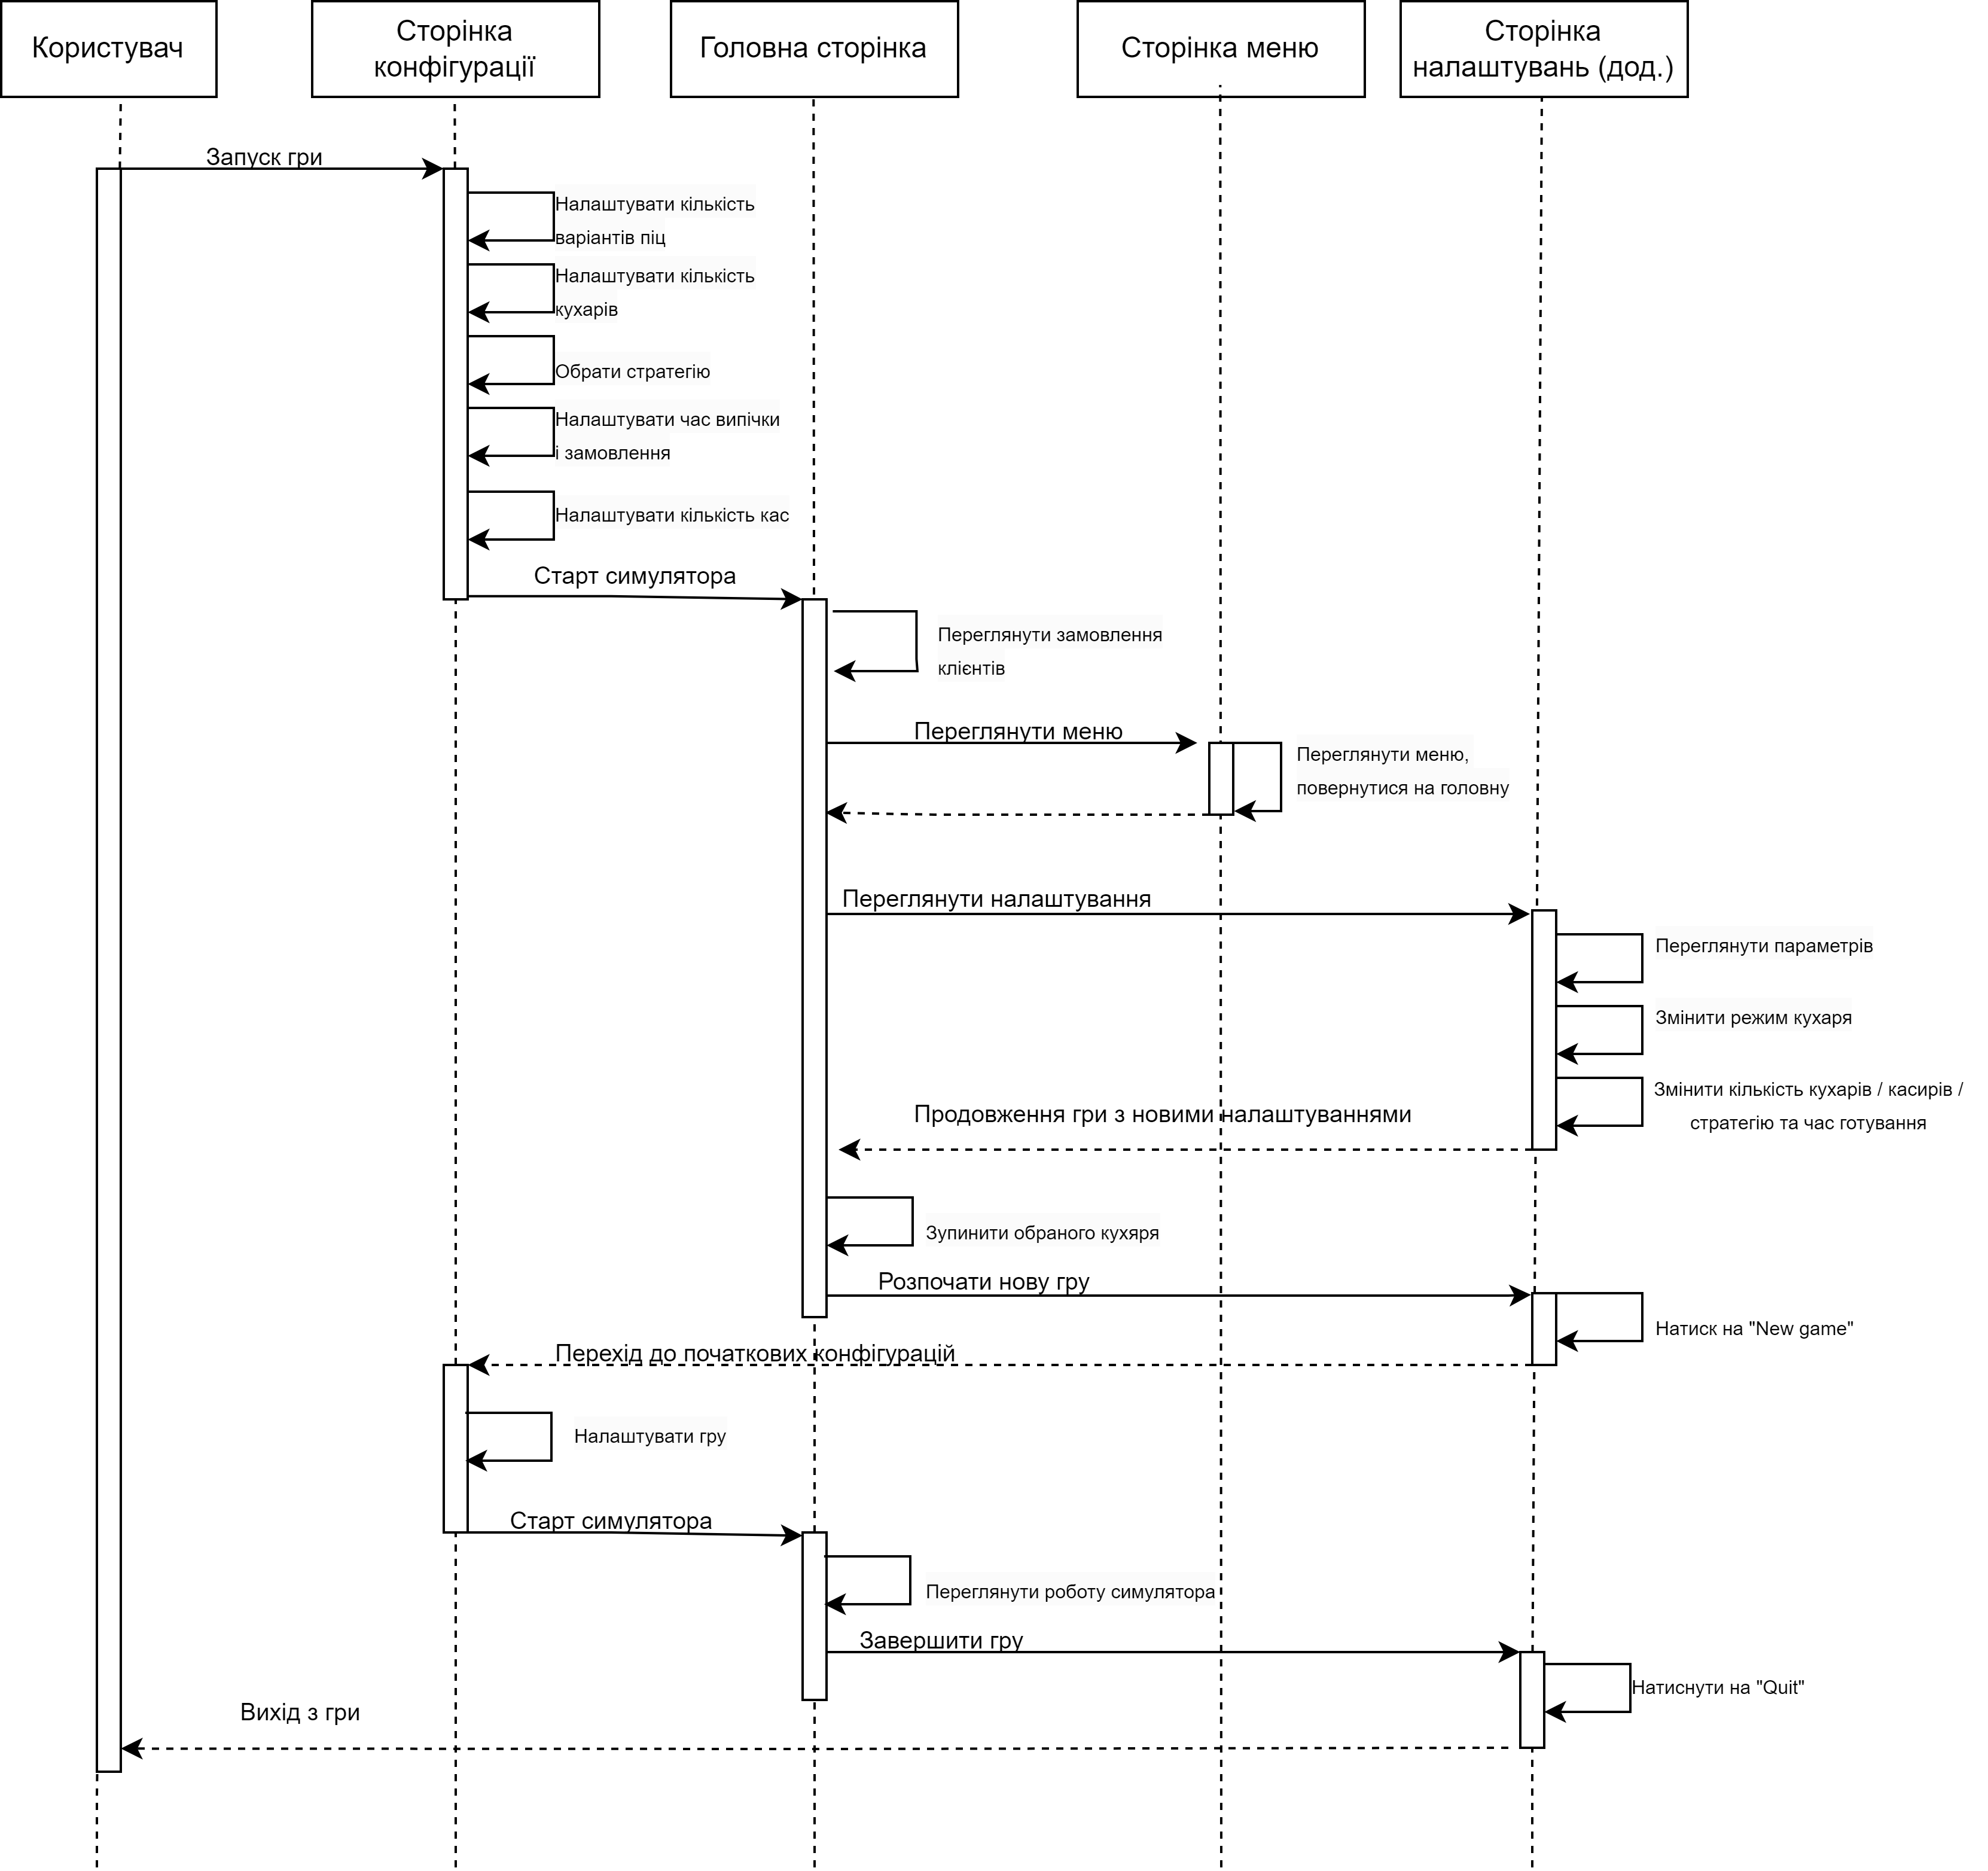 Користувач
Сторінка
конфігурації
Головна сторінка
Сторінка меню
Сторінка
налаштувань (дод.)
Запуск гри
Налаштувати кількість
варіантів піц
Налаштувати кількість
кухарів
Обрати стратегію
Налаштувати час випічки
і замовлення
Налаштувати кількість кас
Старт симулятора
Переглянути замовлення
клієнтів
Переглянути меню
Переглянути меню,
повернутися на головну
Переглянути налаштування
Переглянути параметрів
Змінити режим кухаря
Змінити кількість кухарів / касирів /
стратегію та час готування
Продовження гри з новими налаштуваннями
Зупинити обраного кухяря
Розпочати нову гру
Натиск на "New game"
Перехід до початкових конфігурацій
Налаштувати гру
Старт симулятора
Переглянути роботу симулятора
Завершити гру
Натиснути на "Quit"
Вихід з гри